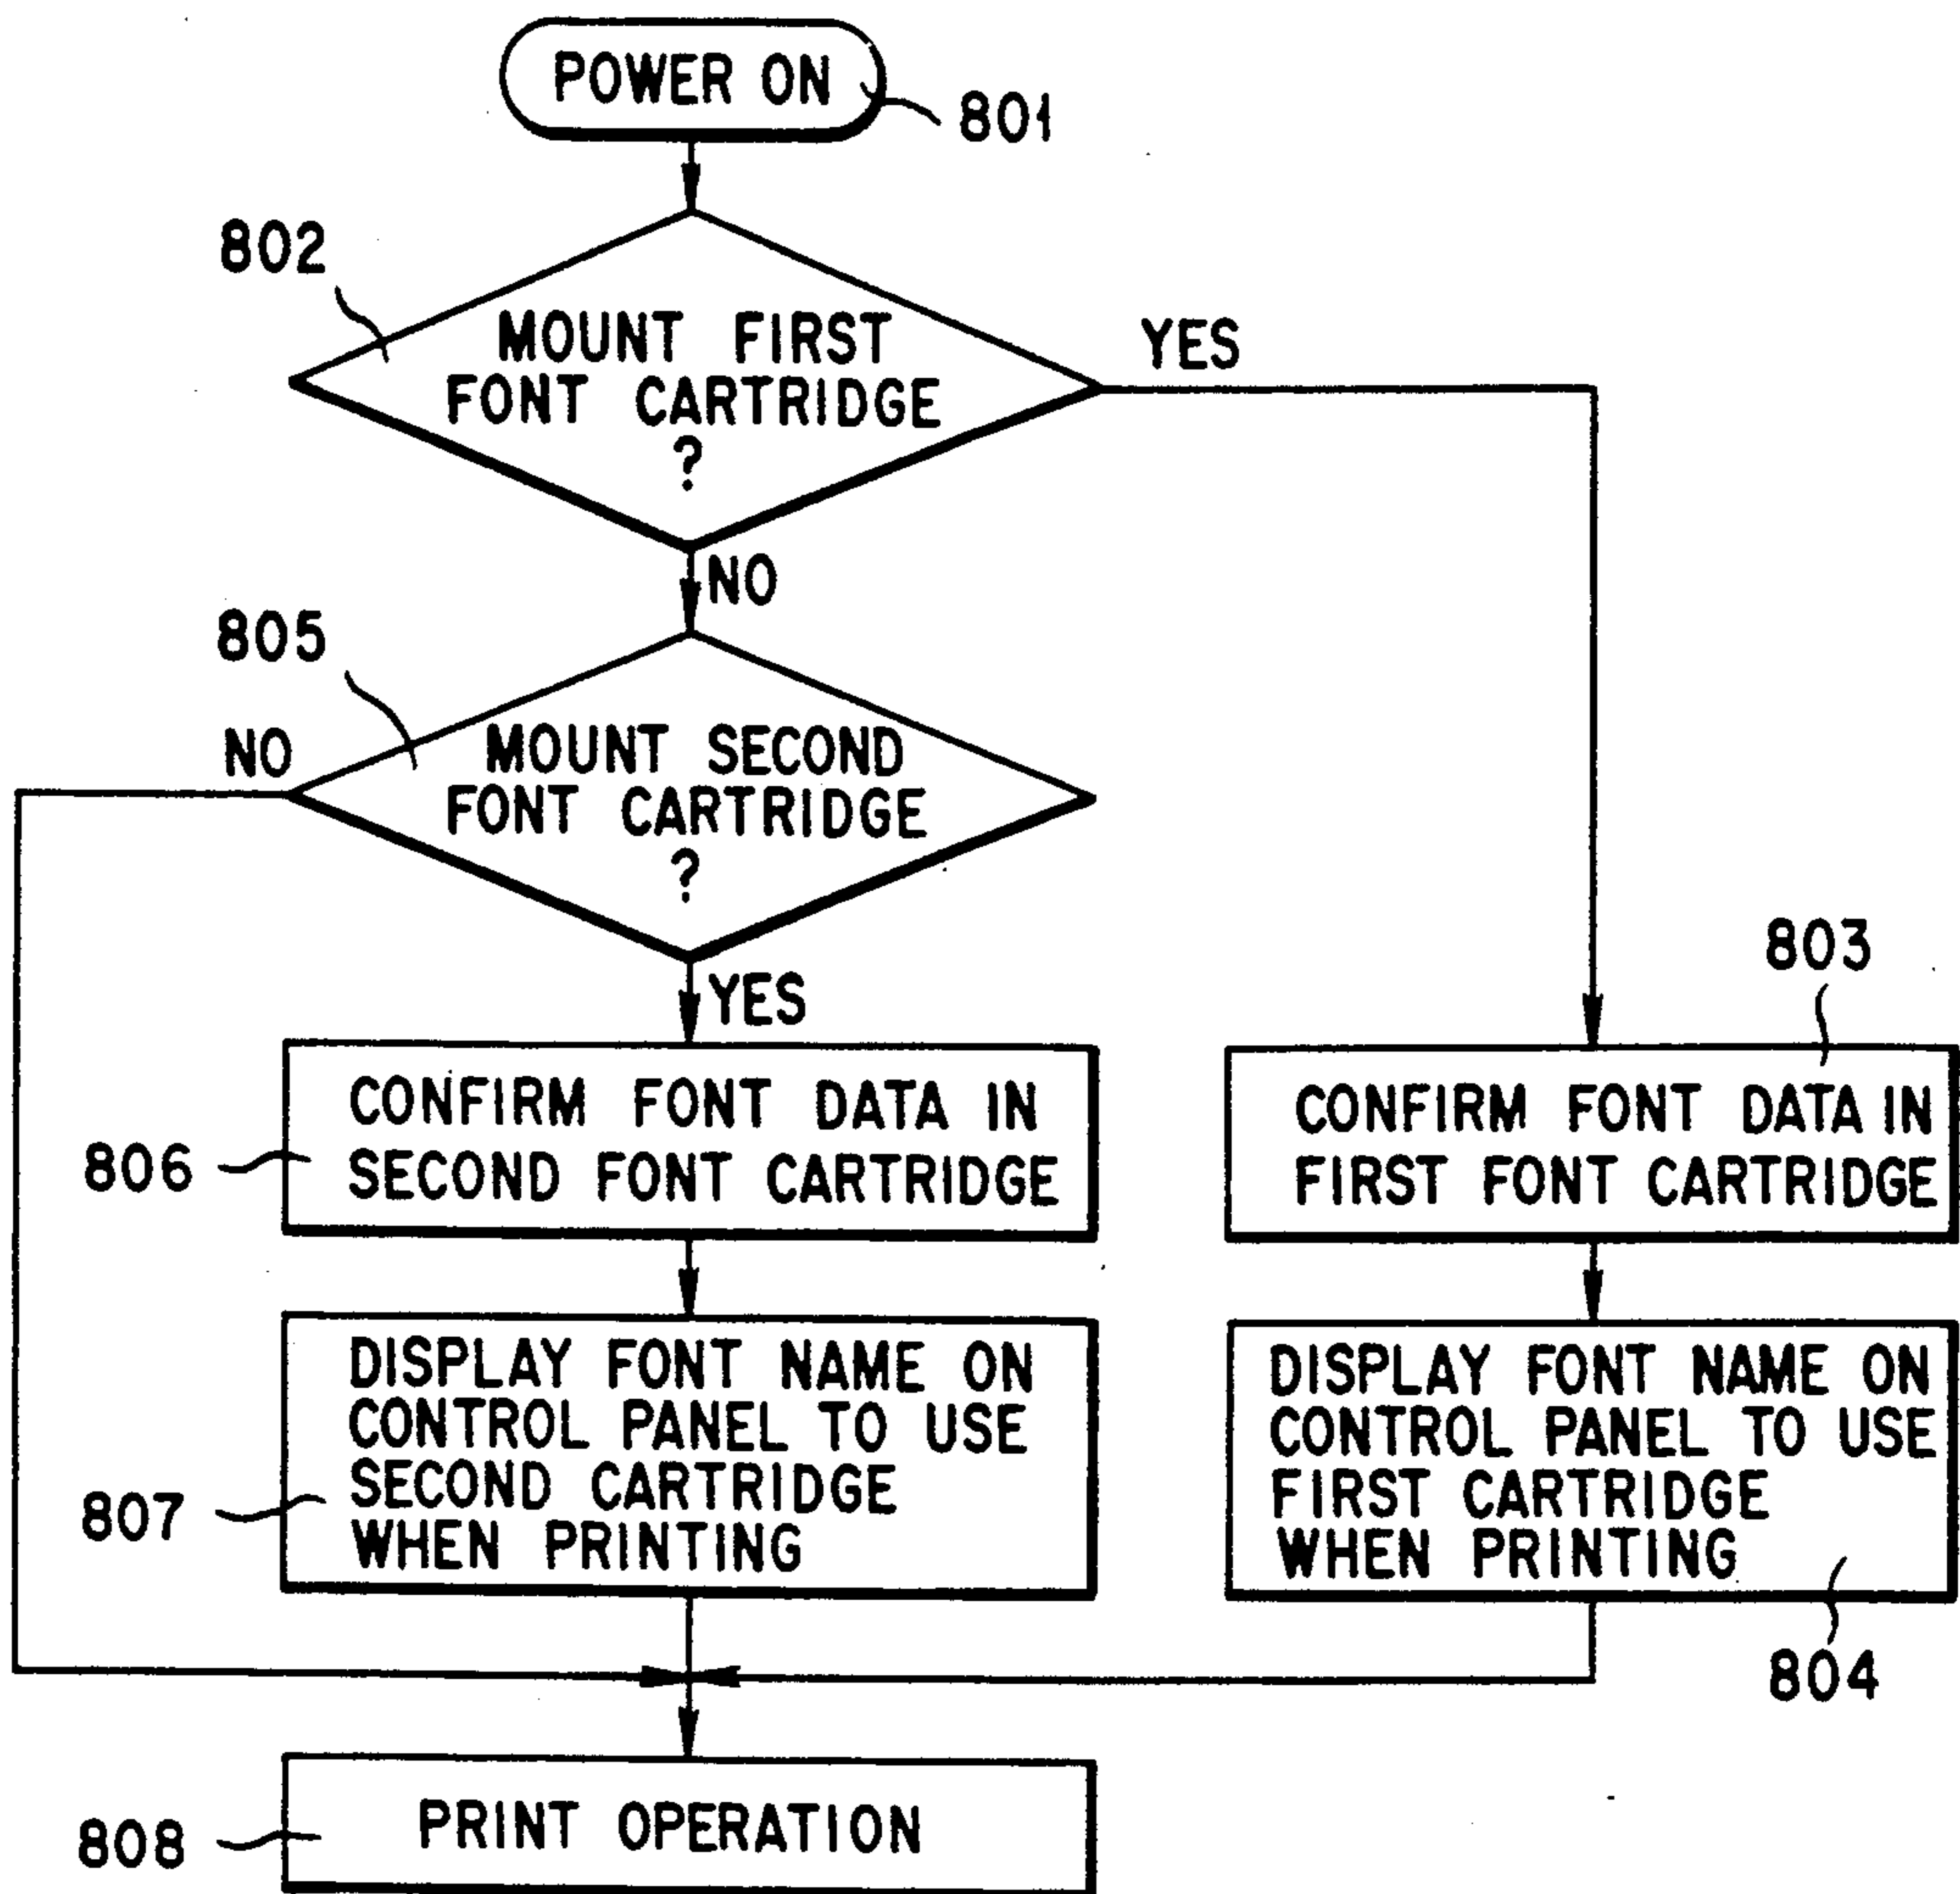 POWER ON
801
802
MOUNT FIRST
FONT CARTRIDGE
?
YES
NO
805
NO
MOUNT SECOND
FONT CARTRIDGE
?
YES
803
CONFIRM FONT DATA IN
SECOND FONT CARTRIDGE
806
CONFIRM FONT DATA IN
FIRST FONT CARTRIDGE
DISPLAY FONT NAME ON
CONTROL PANEL TO USE
SECOND CARTRIDGE
WHEN PRINTING
807
DISPLAY FONT NAME ON
CONTROL PANEL TO USE
FIRST CARTRIDGE
WHEN PRINTING
804
PRINT OPERATION
808